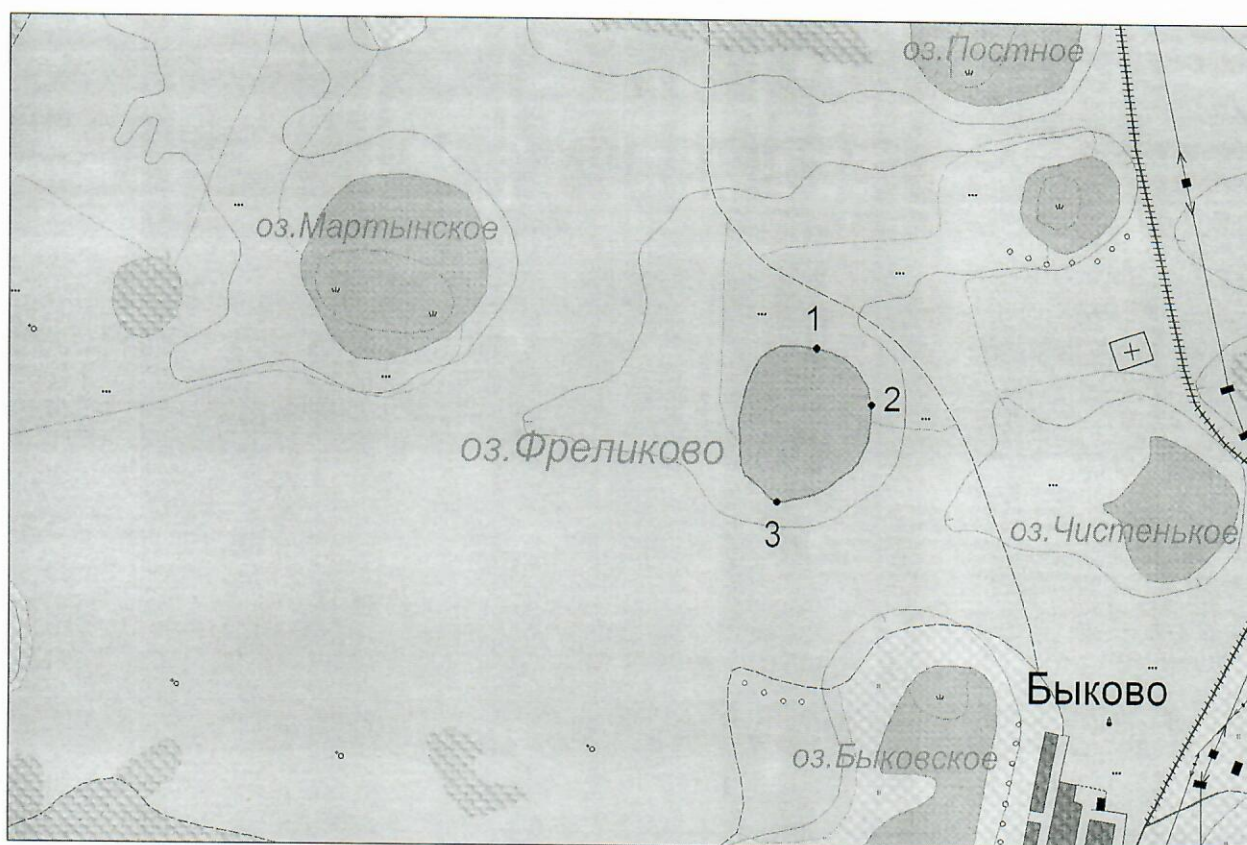 оз.Постное
оз.Мартынское
1
2
оз.Фреликово
3
оз.Чистенькое
Быково
оз.Быковское